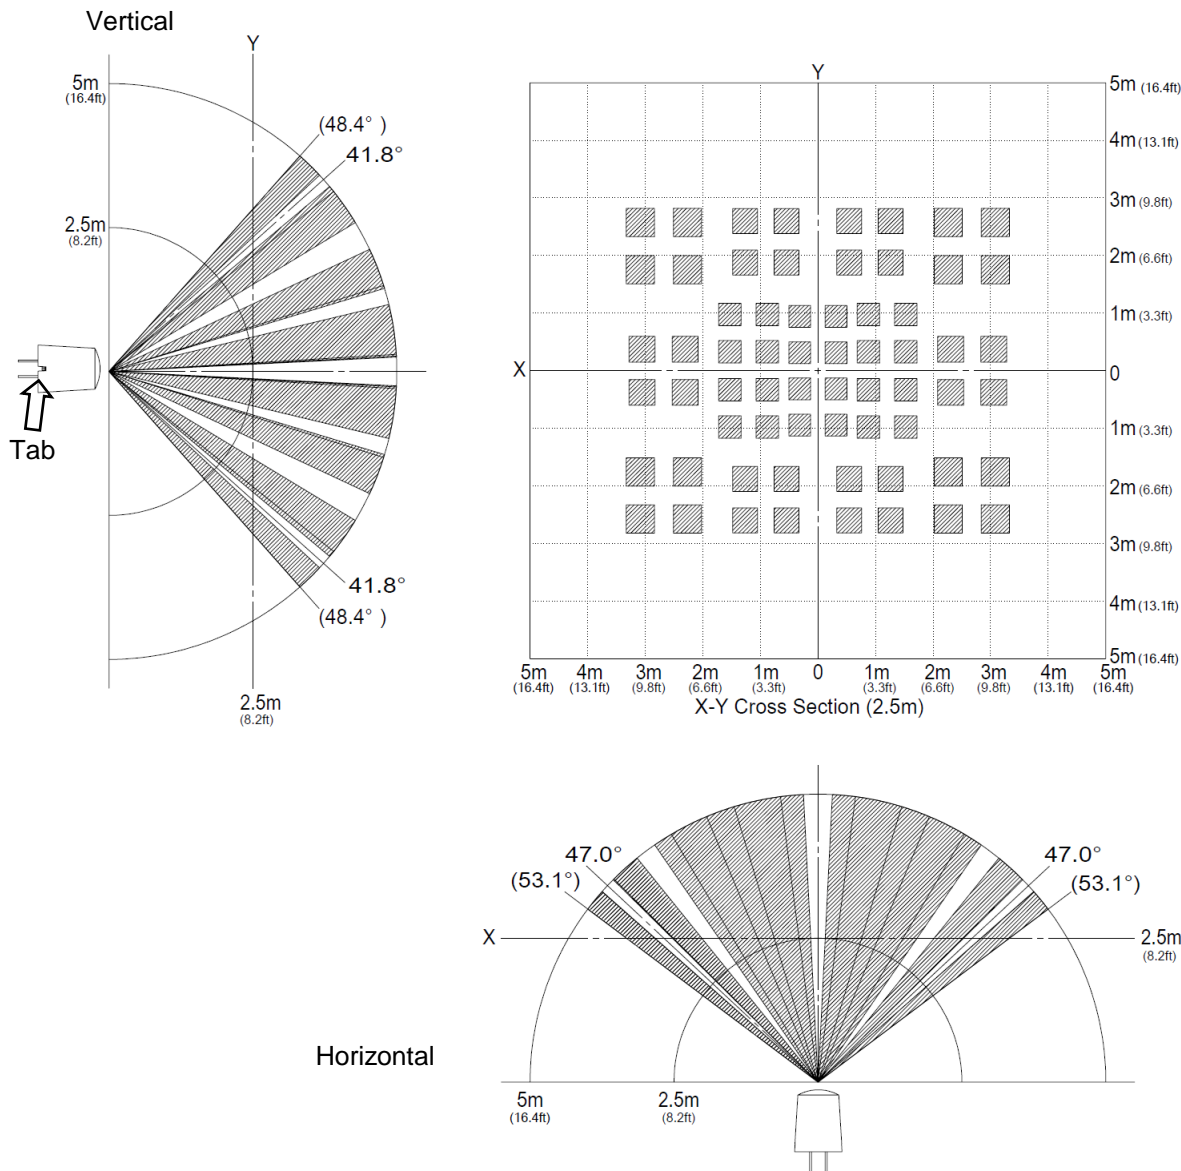 Vertical
Y
5m
(16.4ft)
(48.4° )
41.8°
2.5m
(8.2ft)
Tab
41.8°
(48.4° )
2.5m
(8.2ft)
Y
5m (16.4ft)
4m (13.1ft)
3m (9.8ft)
2m (6.6ft)
1m (3.3ft)
X
0
1m (3.3ft)
2m (6.6ft)
3m (9.8ft)
4m (13.1ft)
5m (16.4ft)
5m 4m 3m 2m 1m 0 1m 2m 3m 4m 5m
(16.4ft) (13.1ft) (9.8ft) (6.6ft) (3.3ft) (3.3ft) (6.6ft) (9.8ft) (13.1ft) (16.4ft)
X-Y Cross Section (2.5m)
47.0°
(53.1°)
47.0°
(53.1°)
X
2.5m
(8.2ft)
Horizontal
5m
(16.4ft)
2.5m
(8.2ft)